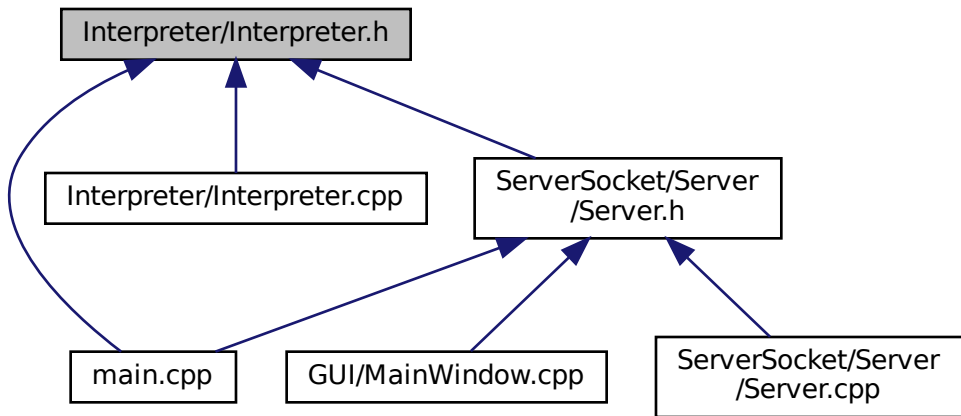 Interpreter/Interpreter.h
Interpreter/Interpreter.cpp
ServerSocket/Server
/Server.h
main.cpp
GUI/MainWindow.cpp
ServerSocket/Server
/Server.cpp